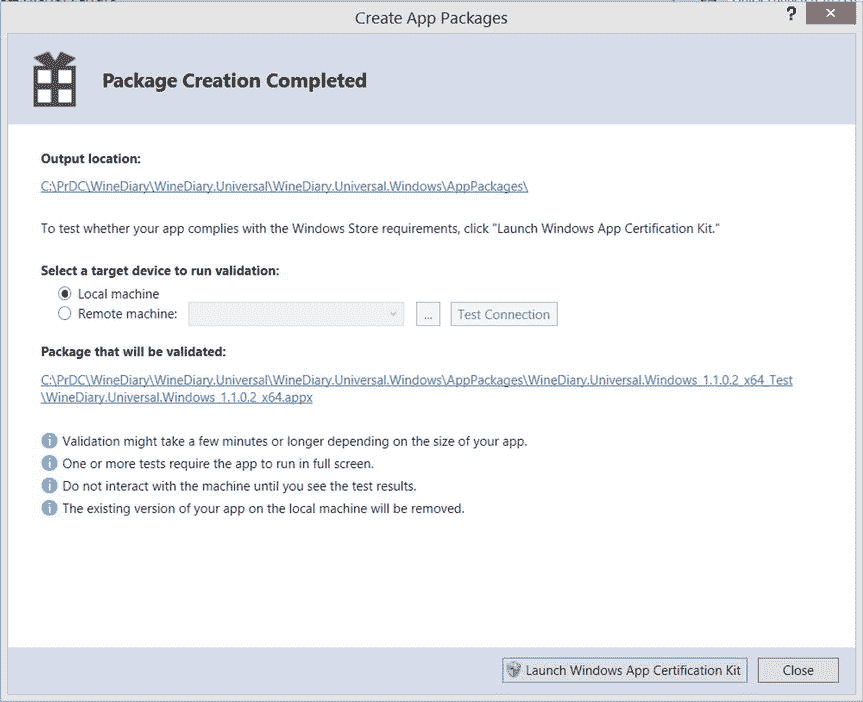 Create App Packages
?
Package Creation Completed
Output location:
C:\PrDC\WineDiary\WineDiary.Universal\WineDiary.Universal.Windows\AppPackages\
To test whether your app complies with the Windows Store requirements, click "Launch Windows App Certification Kit."
Select a target device to run validation:
Local machine
Remote machine:
...
Test Connection
Package that will be validated:
C:\PrDC\WineDiary\WineDiary.Universal\WineDiary.Universal.Windows\AppPackages\WineDiary.Universal.Windows_1.1.0.2_x64_Test
\WineDiary.Universal.Windows_1.1.0.2_x64.appx
Validation might take a few minutes or longer depending on the size of your app.
One or more tests require the app to run in full screen.
Do not interact with the machine until you see the test results.
The existing version of your app on the local machine will be removed.
Launch Windows App Certification Kit
Close